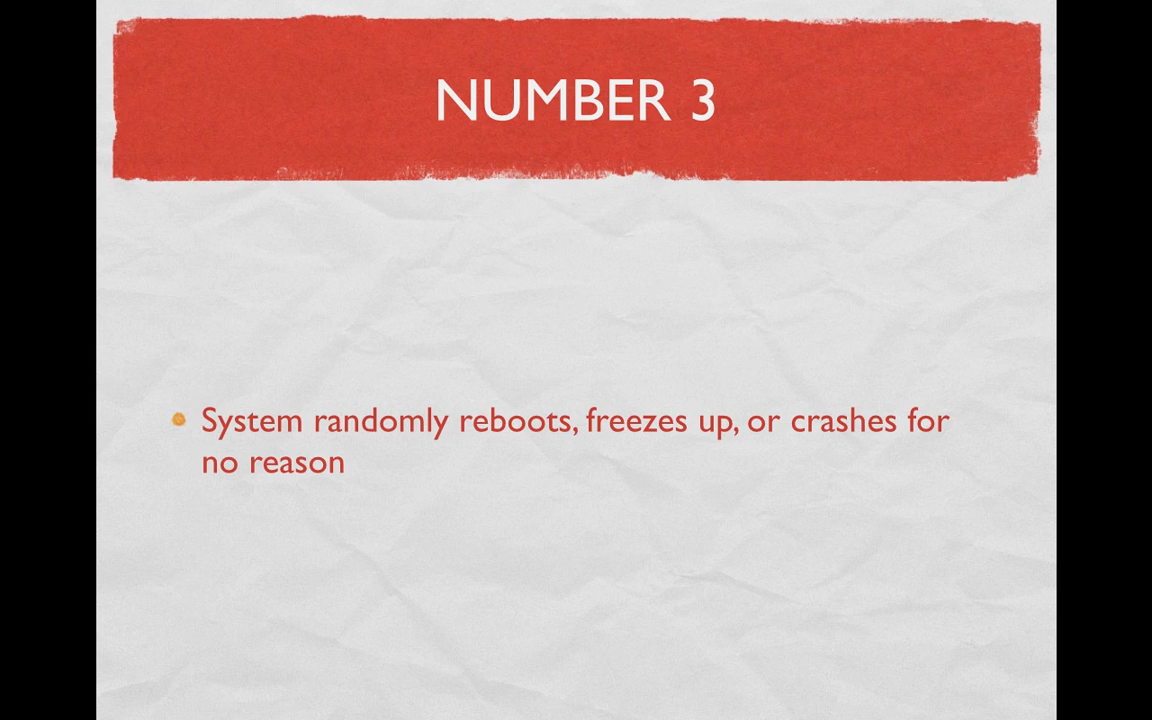 NUMBER 3
System randomly reboots, freezes up, or crashes for
no reason